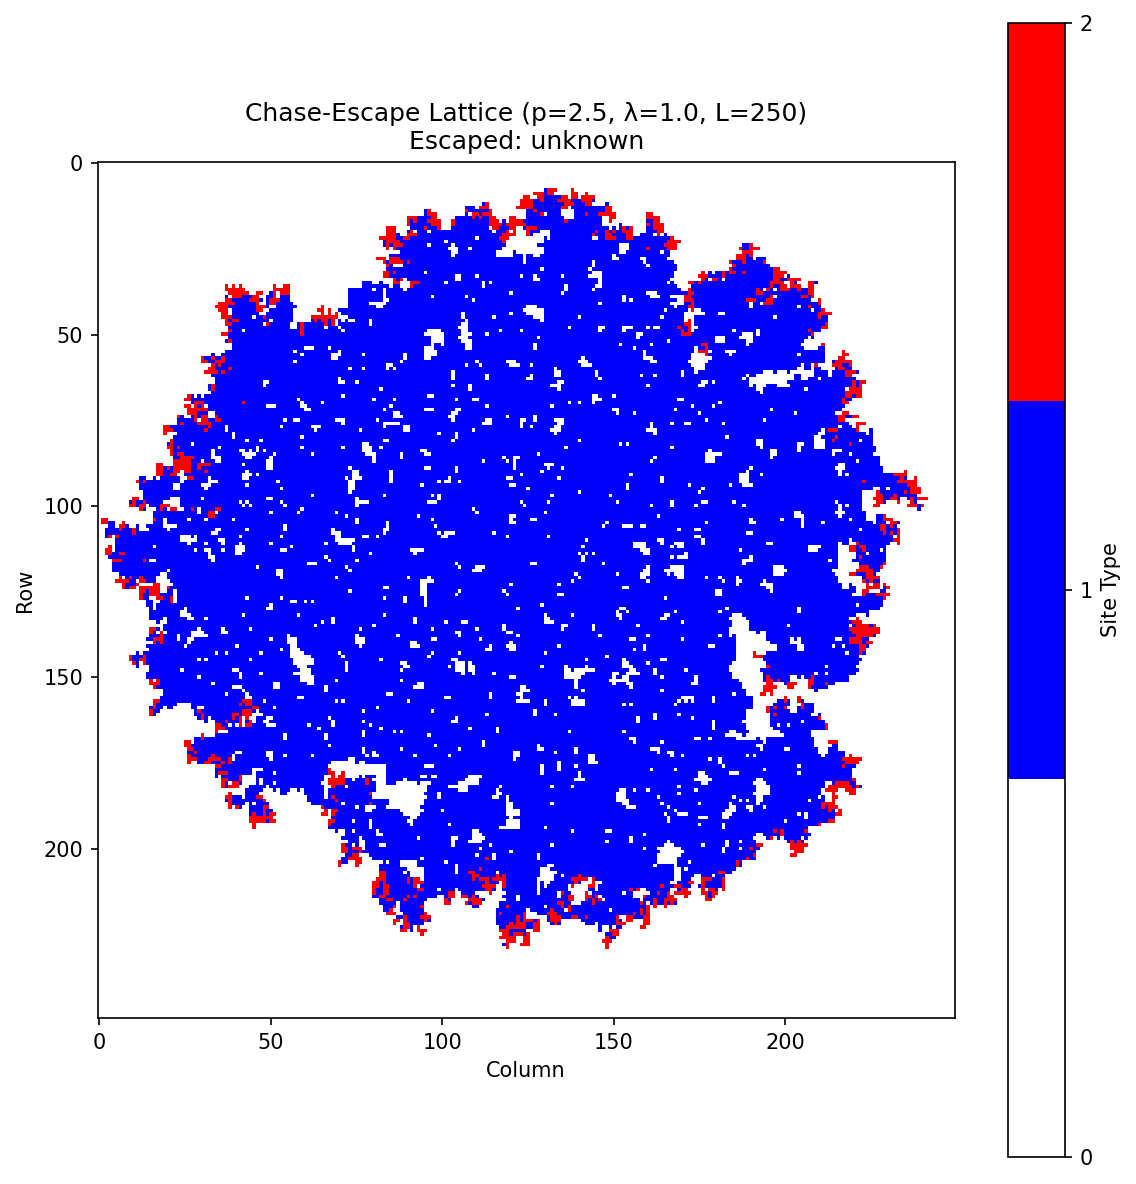 Chase-Escape Lattice (p=2.5, λ=1.0, L=250)
Escaped: unknown
0
50
100
150
200
Row
0
50
100
150
200
Column
2
1
0
Site Type